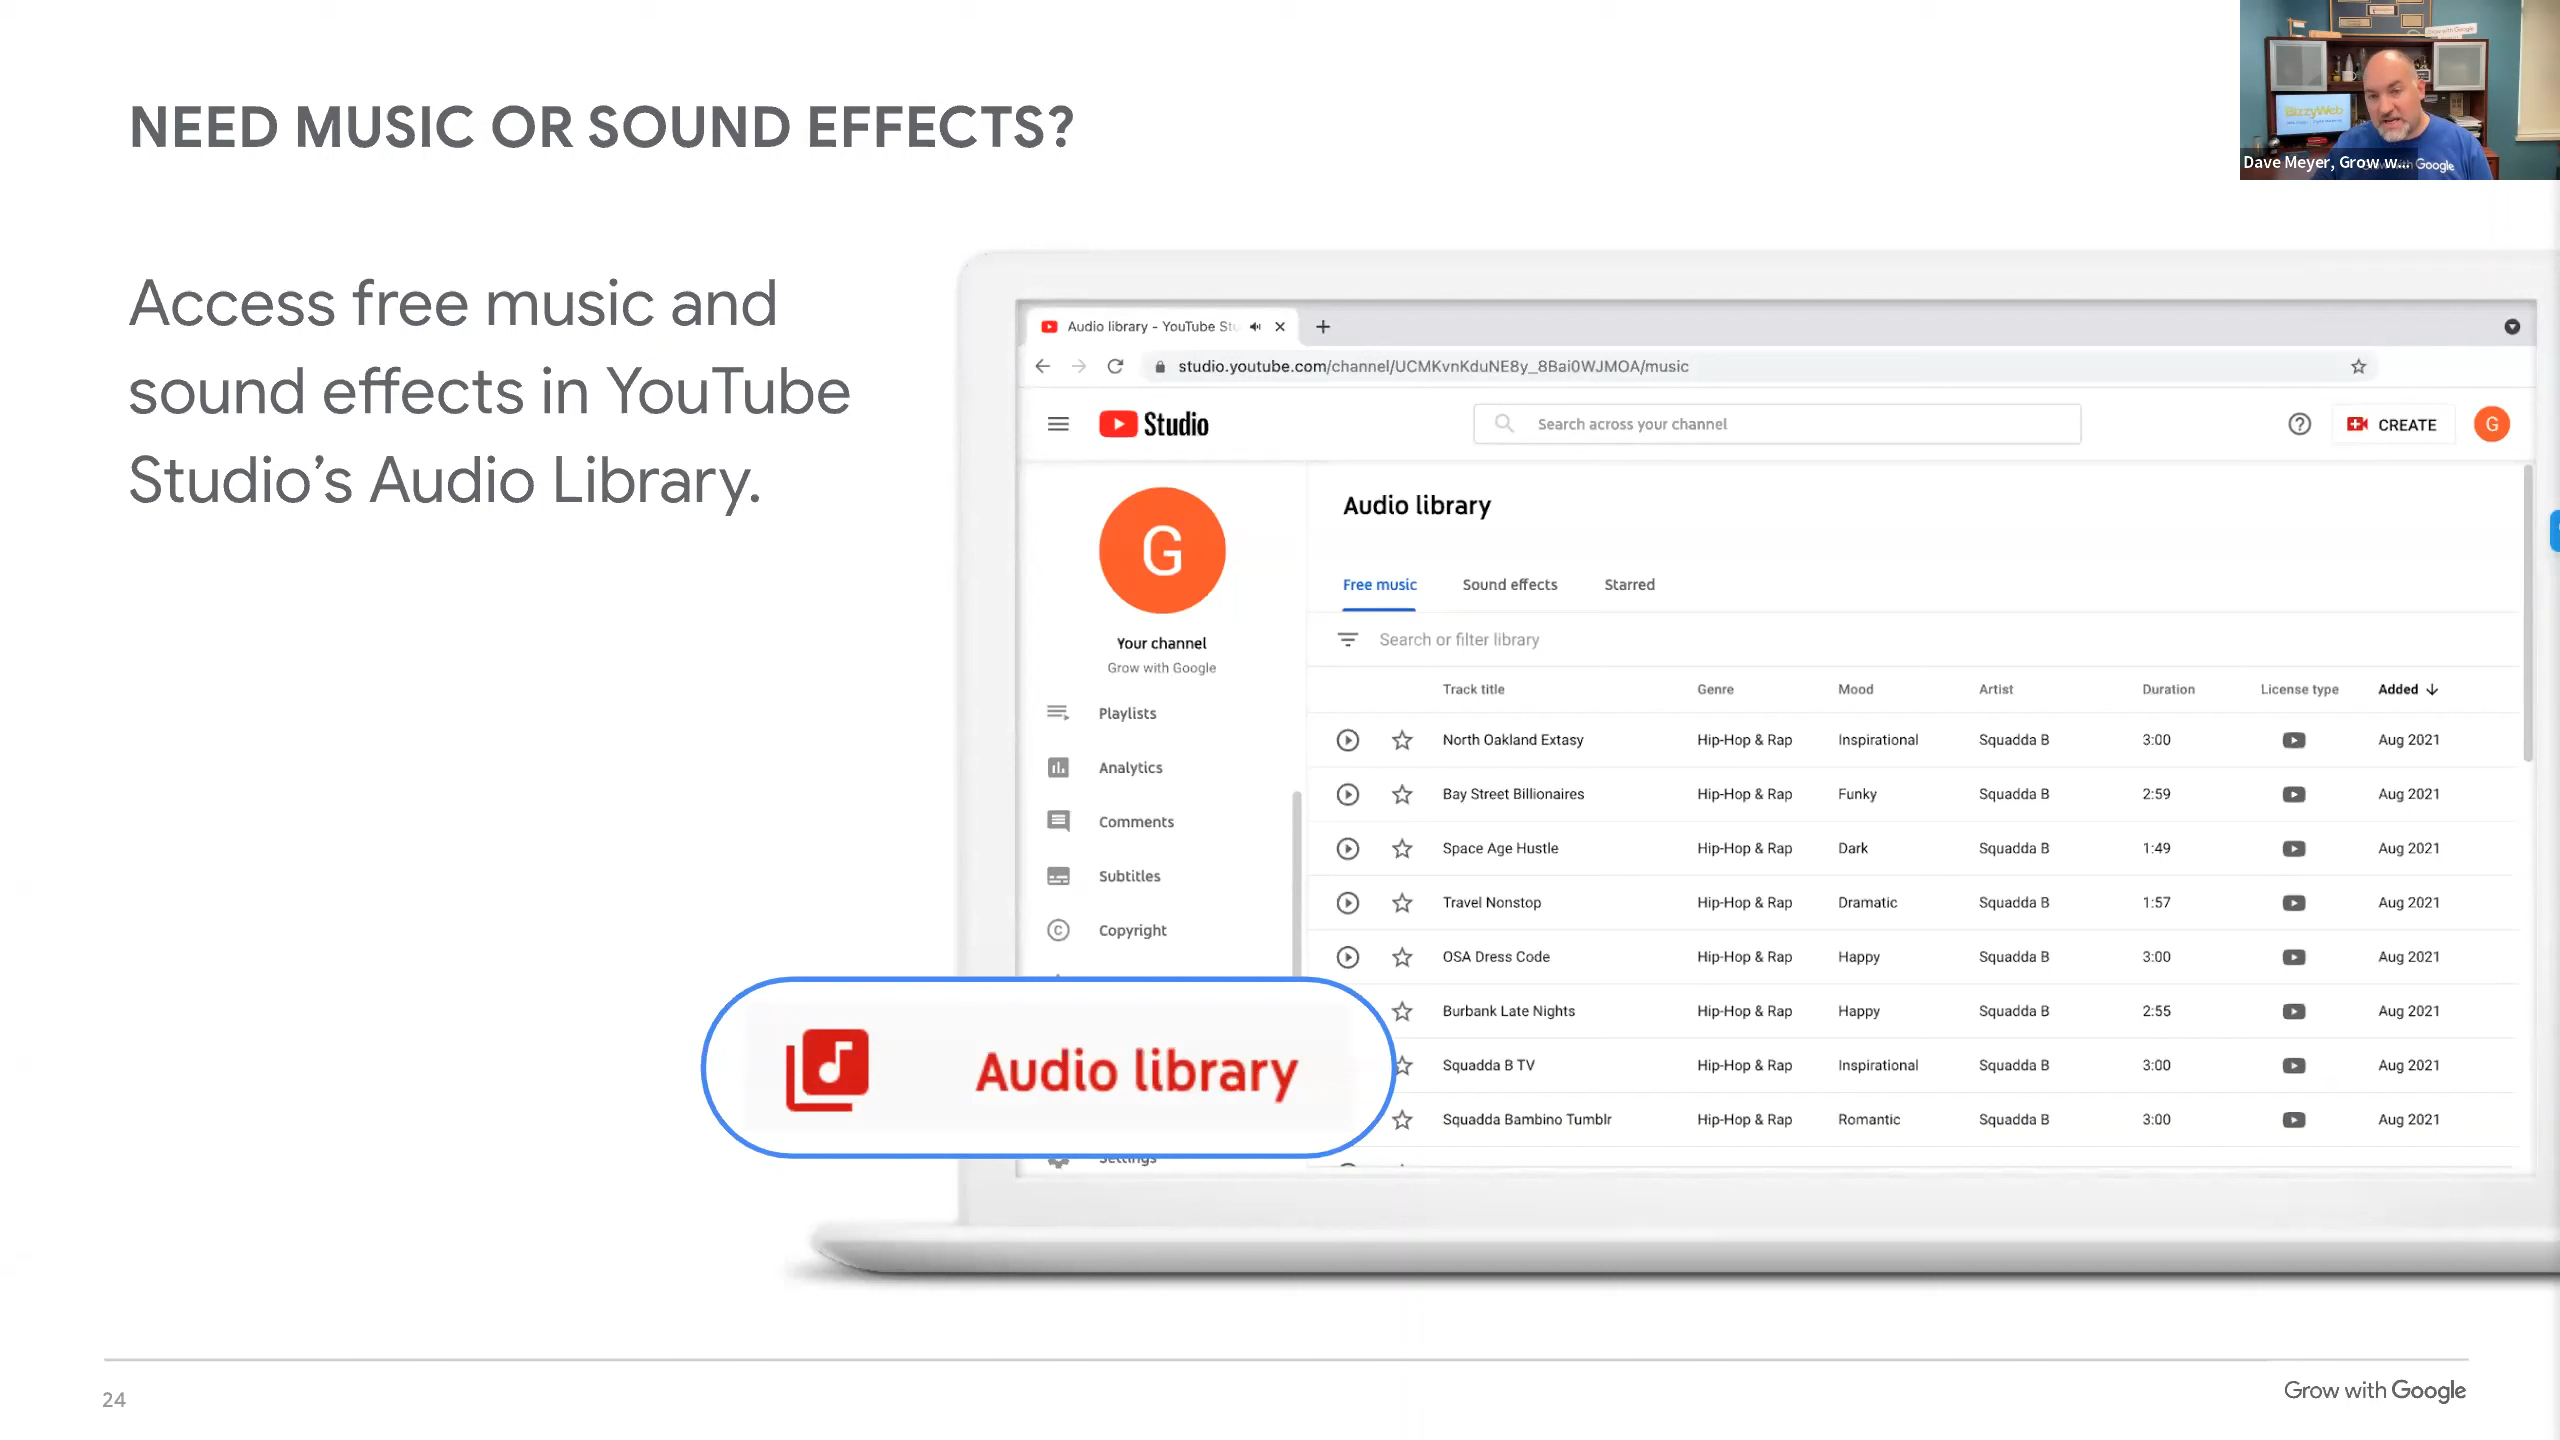 NEED MUSIC OR SOUND EFFECTS?
Access free music and
sound effects in YouTube
Studio’s Audio Library.
BizzyWeb
Dave Meyer, Grow w...
Google
Audio library - YouTube
studio.youtube.com/channel/UCMKvnKduNE8y_8Bai0WJMOA/music
Studio
Search across your channel
CREATE
G
G
Your channel
Grow with Google
Playlists
Analytics
Comments
Subtitles
Copyright
Audio library
Settings
Audio library
Free music Sound effects Starred
Search or filter library
Track title Genre Mood Artist Duration License type Added
North Oakland Extasy Hip-Hop & Rap Inspirational Squadda B 3:00 Aug 2021
Bay Street Billionaires Hip-Hop & Rap Funky Squadda B 2:59 Aug 2021
Space Age Hustle Hip-Hop & Rap Dark Squadda B 1:49 Aug 2021
Travel Nonstop Hip-Hop & Rap Dramatic Squadda B 1:57 Aug 2021
OSA Dress Code Hip-Hop & Rap Happy Squadda B 3:00 Aug 2021
Burbank Late Nights Hip-Hop & Rap Happy Squadda B 2:55 Aug 2021
Squadda B TV Hip-Hop & Rap Inspirational Squadda B 3:00 Aug 2021
Squadda Bambino Tumblr Hip-Hop & Rap Romantic Squadda B 3:00 Aug 2021
24
Grow with Google